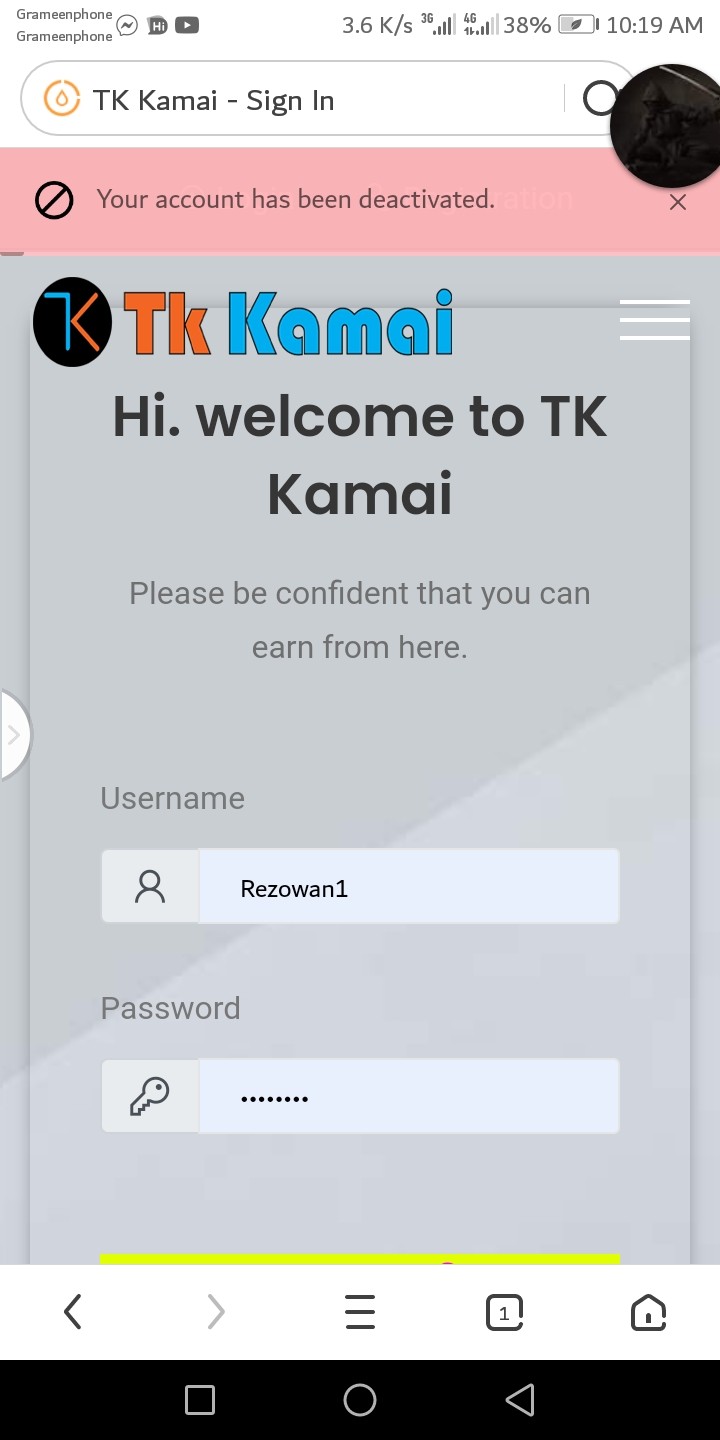 Grameenphone
Grameenphone
Hi
3.6 K/s 3G 4G 38% 10:19 AM
TK Kamai - Sign In
Your account has been deactivated.
TK Tk Kamai
Hi. welcome to TK
Kamai
Please be confident that you can
earn from here.
Username
Rezowan1
Password
••••••••
1